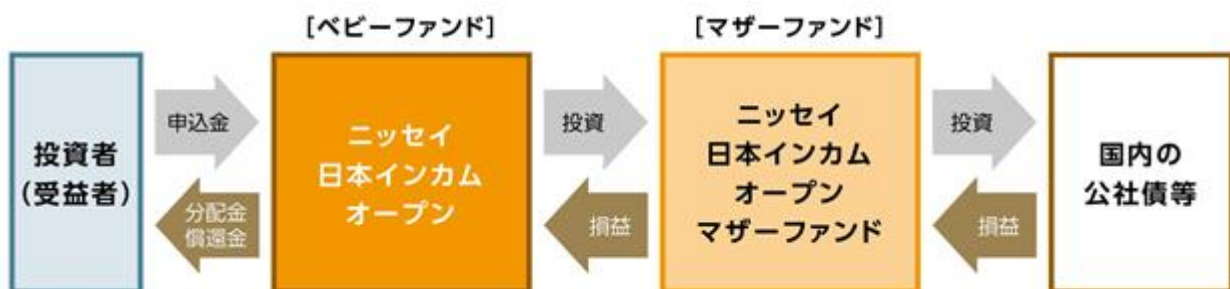 [ベビーファンド]
[マザーファンド]
投資者
(受益者)
申込金
分配金
償還金
ニッセイ
日本インカム
オープン
投資
損益
ニッセイ
日本インカム
オープン
マザーファンド
投資
損益
国内の
公社債等